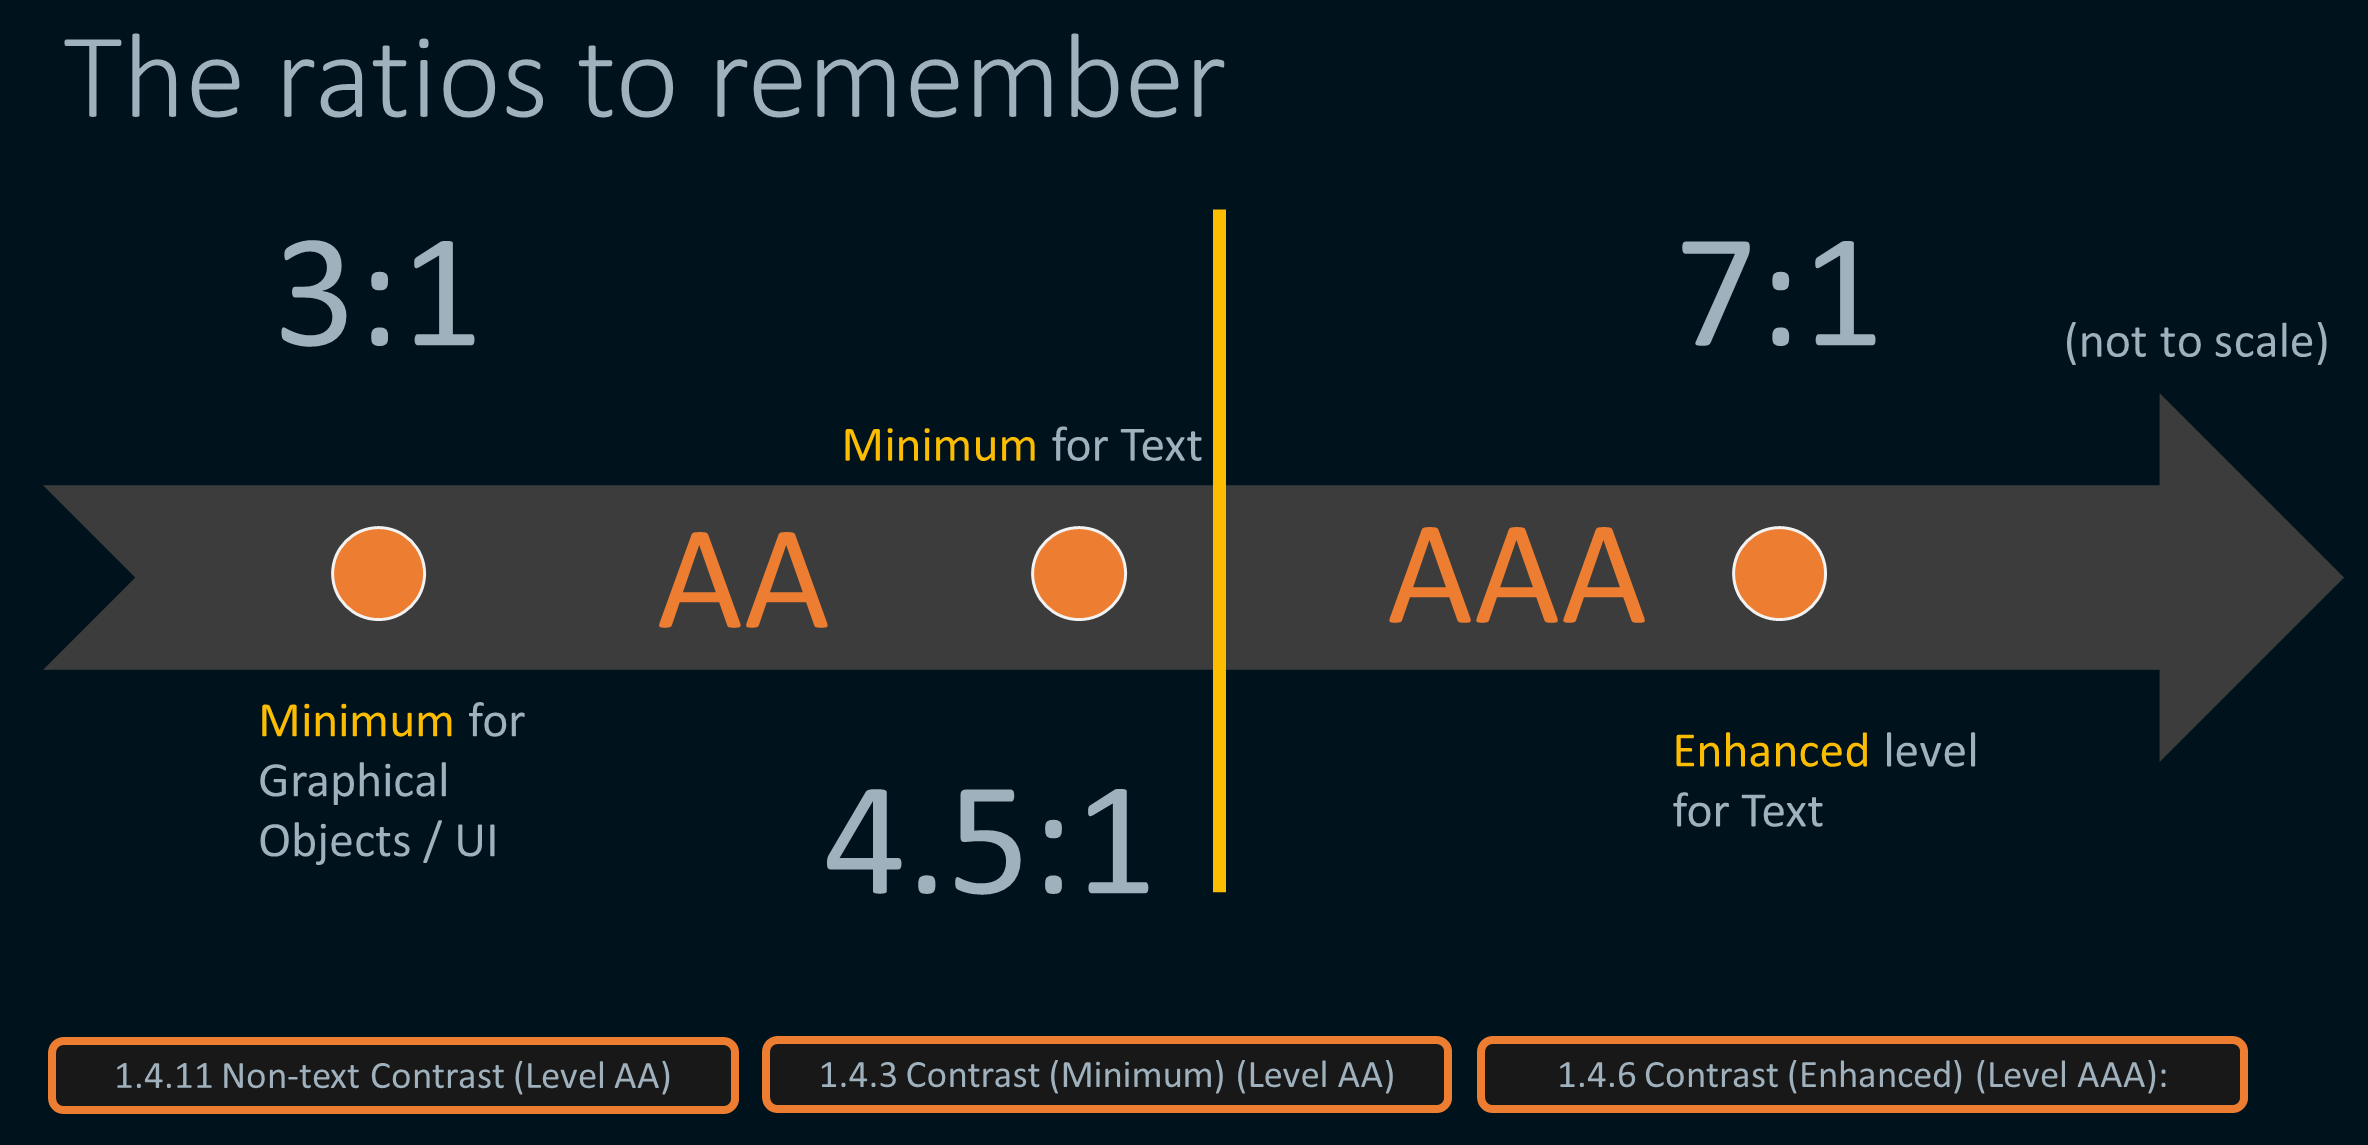 The ratios to remember
3:1
7:1
(not to scale)
Minimum for Text
AA
AAA
Minimum for
Graphical
Objects / UI
4.5:1
Enhanced level
for Text
1.4.11 Non-text Contrast (Level AA)
1.4.3 Contrast (Minimum) (Level AA)
1.4.6 Contrast (Enhanced) (Level AAA):